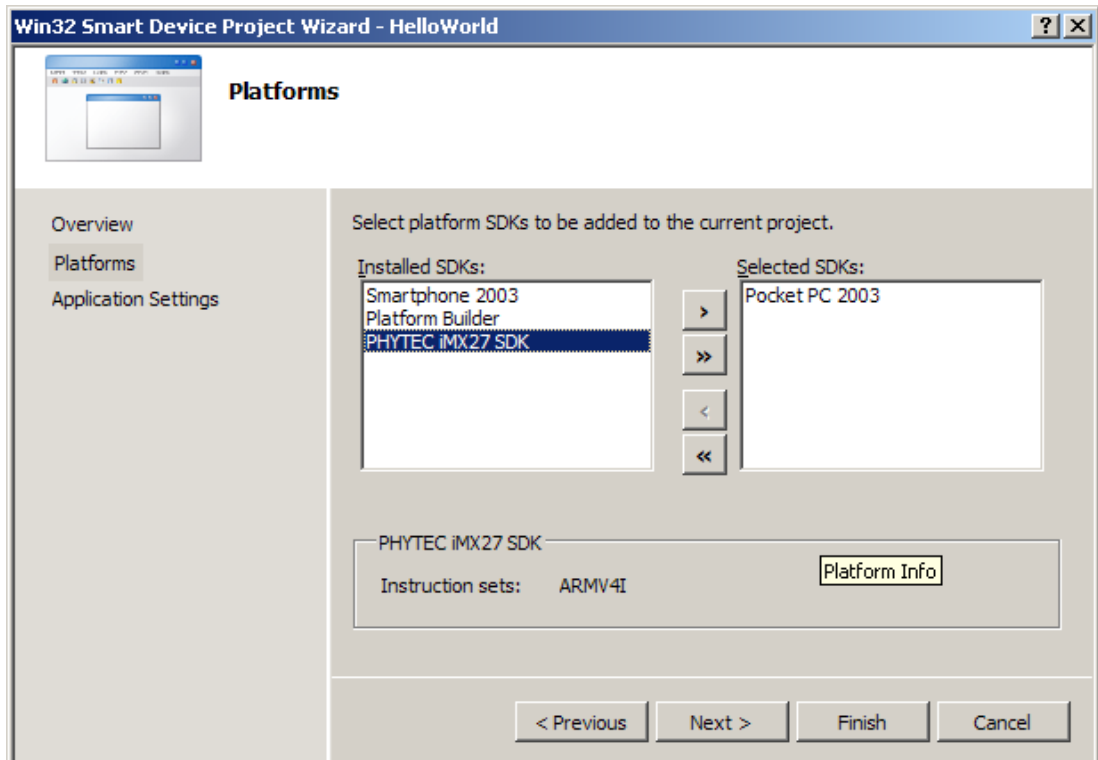 Win32 Smart Device Project Wizard - HelloWorld
Platforms
Overview
Platforms
Application Settings
Select platform SDKs to be added to the current project.
Installed SDKs:
Smartphone 2003
Platform Builder
PHYTEC iMX27 SDK
>
>>
<
<<
Selected SDKs:
Pocket PC 2003
PHYTEC iMX27 SDK
Instruction sets: ARMV4I
Platform Info
< Previous
Next >
Finish
Cancel